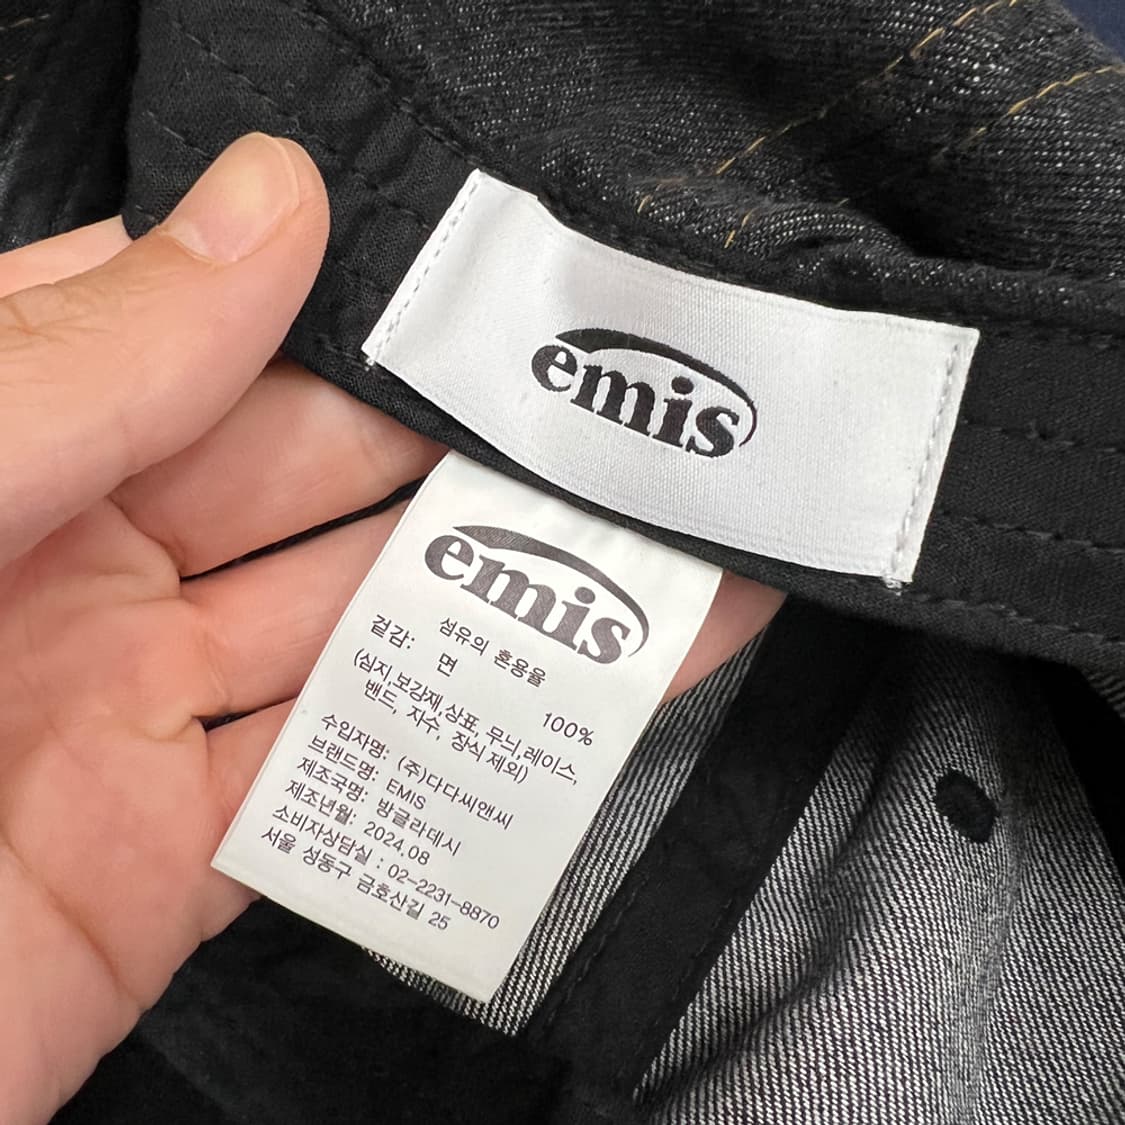 emis
emis
섬유의 혼용율
겉감: 면 100%
(심지,보강재,상표, 무늬,레이스,
밴드, 자수, 장식 제외)
수입자명: (주)다다씨앤씨
브랜드명: EMIS
제조국명: 방글라데시
제조년월: 2024.08
소비자상담실 : 02-2231-8870
서울 성동구 금호산길 25